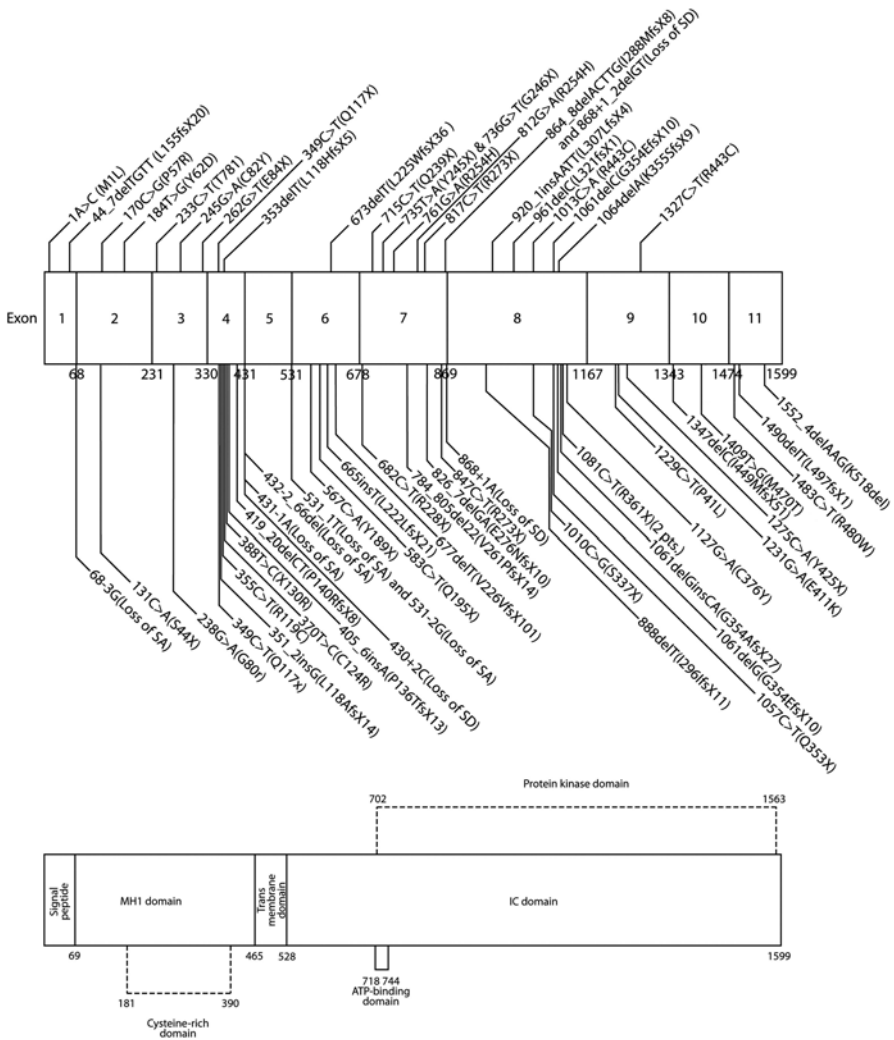 1A>C (M1L)
44_7delTGTT (L155fsX20)
170C>G(P57R)
184T>G(Y62D)
233C>T(T781)
245G>A(C82Y)
262G>T(E84X)
349C>T(Q117X)
353delT(L118HfsX5)
673delT(L225WfsX36 )
715C>T(Q239X)
735T>A(Y245X) & 736G>T(G246X)
761G>A(R254H)
812G>A(R254H)
817C>T(R273X)
864_8delACTTG(I288MfsX8)
and 868+1_2delGT(Loss of SD)
920_1insAATT(L307LfsX4)
961delC(L321fsX1)
1013C>A (R443C)
1061delC(G354EfsX10)
1064delA(K355SfsX9 )
1327C>T(R443C)
Exon 1 2 3 4 5 6 7 8 9 10 11
68 231 330 431 531 678 869 1167 1343 1474 1599
68-3G(Loss of SA)
131C>A(S44X)
238G>A(G80r)
349C>T(Q117x)
351_2insG(L118AfsX14)
355C>T(R119C)
370T>C(C124R)
388T>C(X130R)
405_6insA(P136TfsX13)
419_20delCT(P140RfsX8)
430+2C(Loss of SD)
431-1A(Loss of SA)
432-2_66del(Loss of SA)
531_1T(Loss of SA) and 531-2G(Loss of SA)
567C>A(Y189X)
583C>T(Q195X)
665insT(L222LfsX21)
677delT(V226VfsX101)
682C>T(R228X)
784_805del22(V261PfsX14)
826_7delGA(E276NfsX10)
847C>T(R273X)
868+1A(Loss of SD)
888delT(I296IfsX11)
1010C>G(S337X)
1057C>T(Q353X)
1061delG(G354EfsX10)
1061delGinsCA(G354AfsX27)
1081C>T(R361X)(2 pts.)
1127G>A(C376Y)
1229C>T(P41L)
1231G>A(E411K)
1275C>A(Y425X)
1347delC(I449MfsX51)
1409T>G(M470T)
1483C>T(R480W)
1490delT(L497fsX1)
1552_4delAAG(K518del)
Protein kinase domain
702 1563
Signal
peptide
MH1 domain
Trans
membrane
domain
IC domain
69 465 528 1599
181 390
Cysteine-rich
domain
718 744
ATP-binding
domain